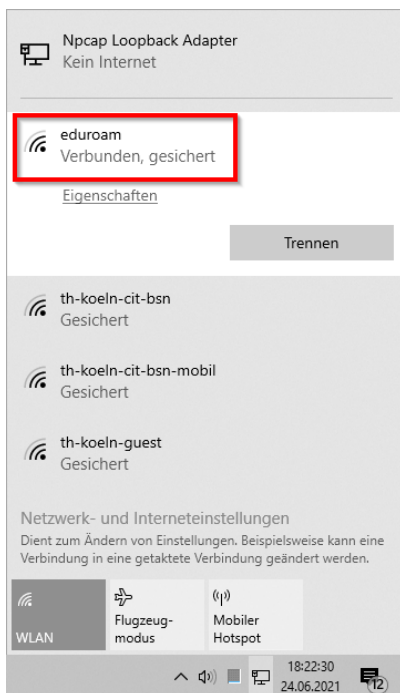 Npcap Loopback Adapter
Kein Internet
eduroam
Verbunden, gesichert
Eigenschaften
Trennen
th-koeln-cit-bsn
Gesichert
th-koeln-cit-bsn-mobil
Gesichert
th-koeln-guest
Gesichert
Netzwerk- und Interneteinstellungen
Dient zum Ändern von Einstellungen. Beispielsweise kann eine
Verbindung in eine getaktete Verbindung geändert werden.
WLAN
Flugzeug-
modus
Mobiler
Hotspot
18:22:30
24.06.2021
12